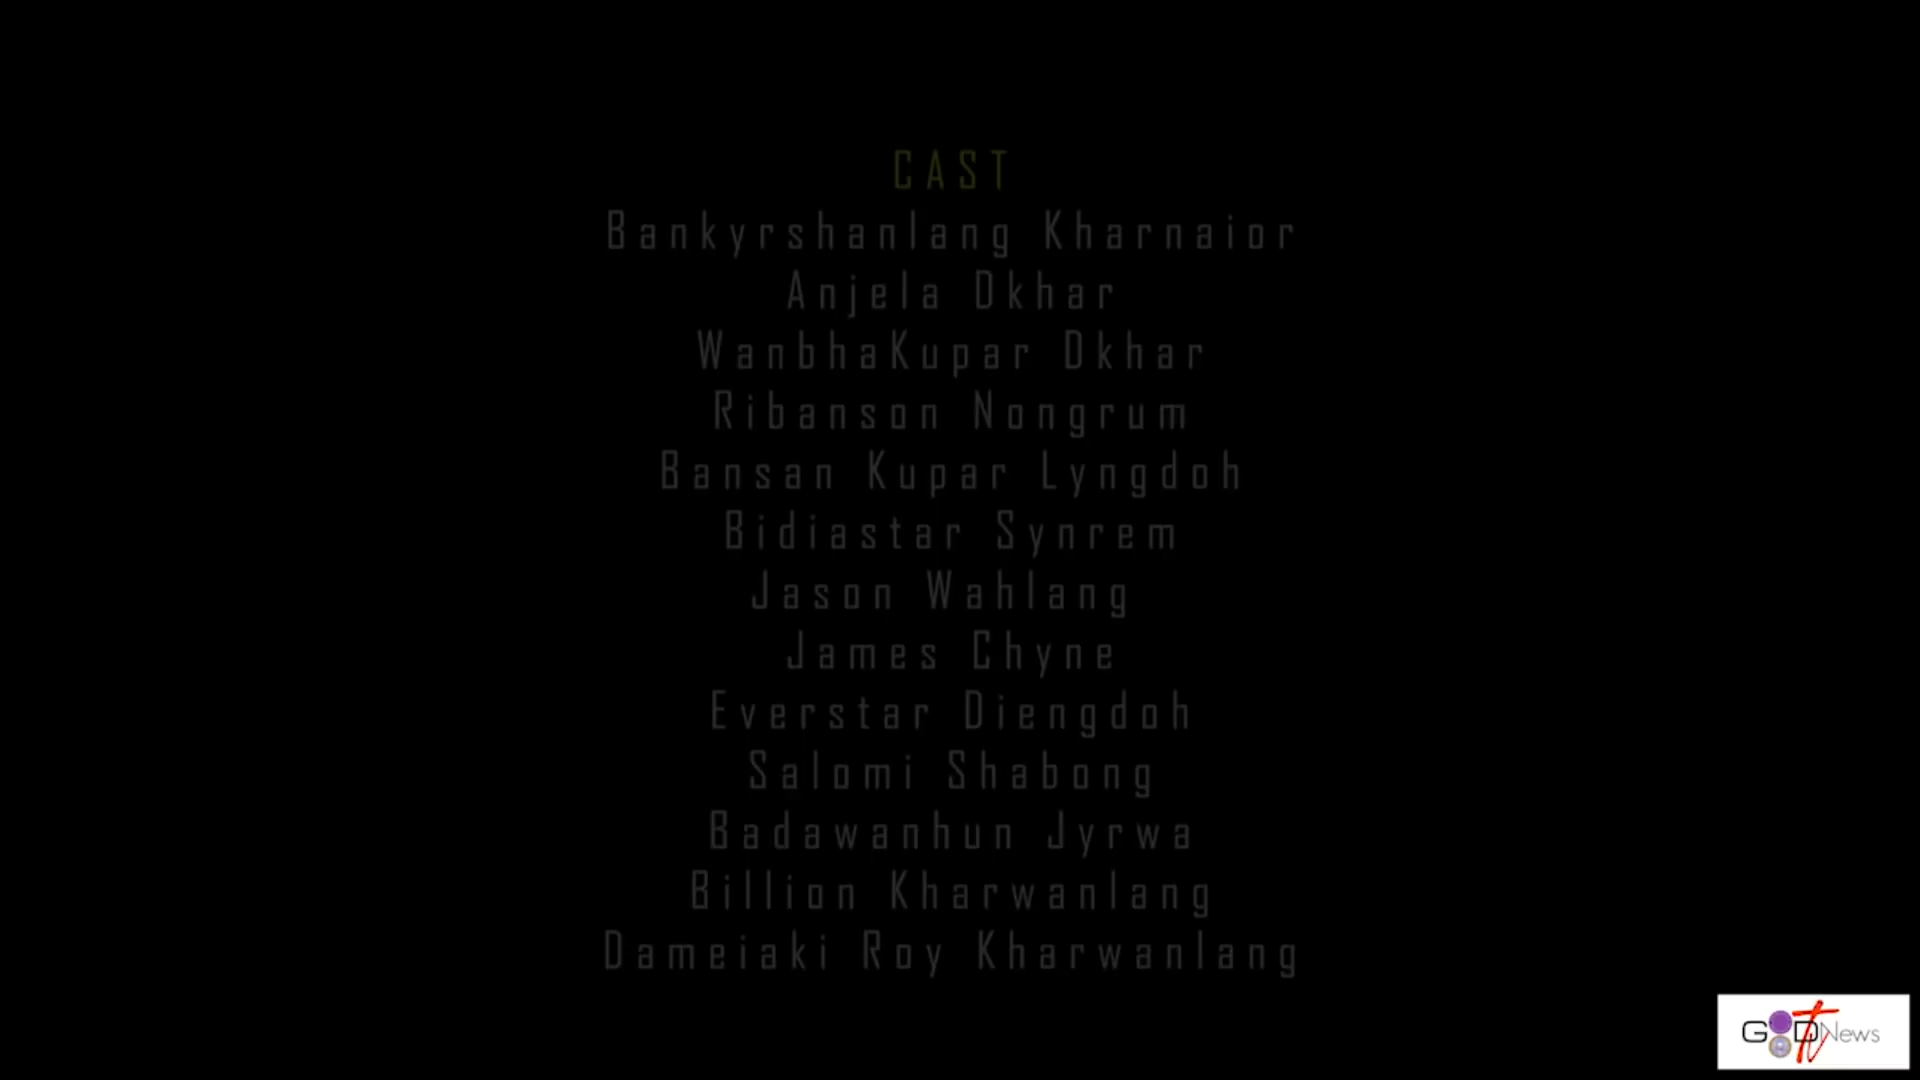 CAST
Bankyrshanlang Kharnaior
Anjela Dkhar
WanbhaKupar Dkhar
Ribanson Nongrum
Bansan Kupar Lyngdoh
Bidiastar Synrem
Jason Wahlang
James Chyne
Everstar Diengdoh
Salomi Shabong
Badawanhun Jyrwa
Billion Kharwanlang
Dameiaki Roy Kharwanlang
GOOD News tv